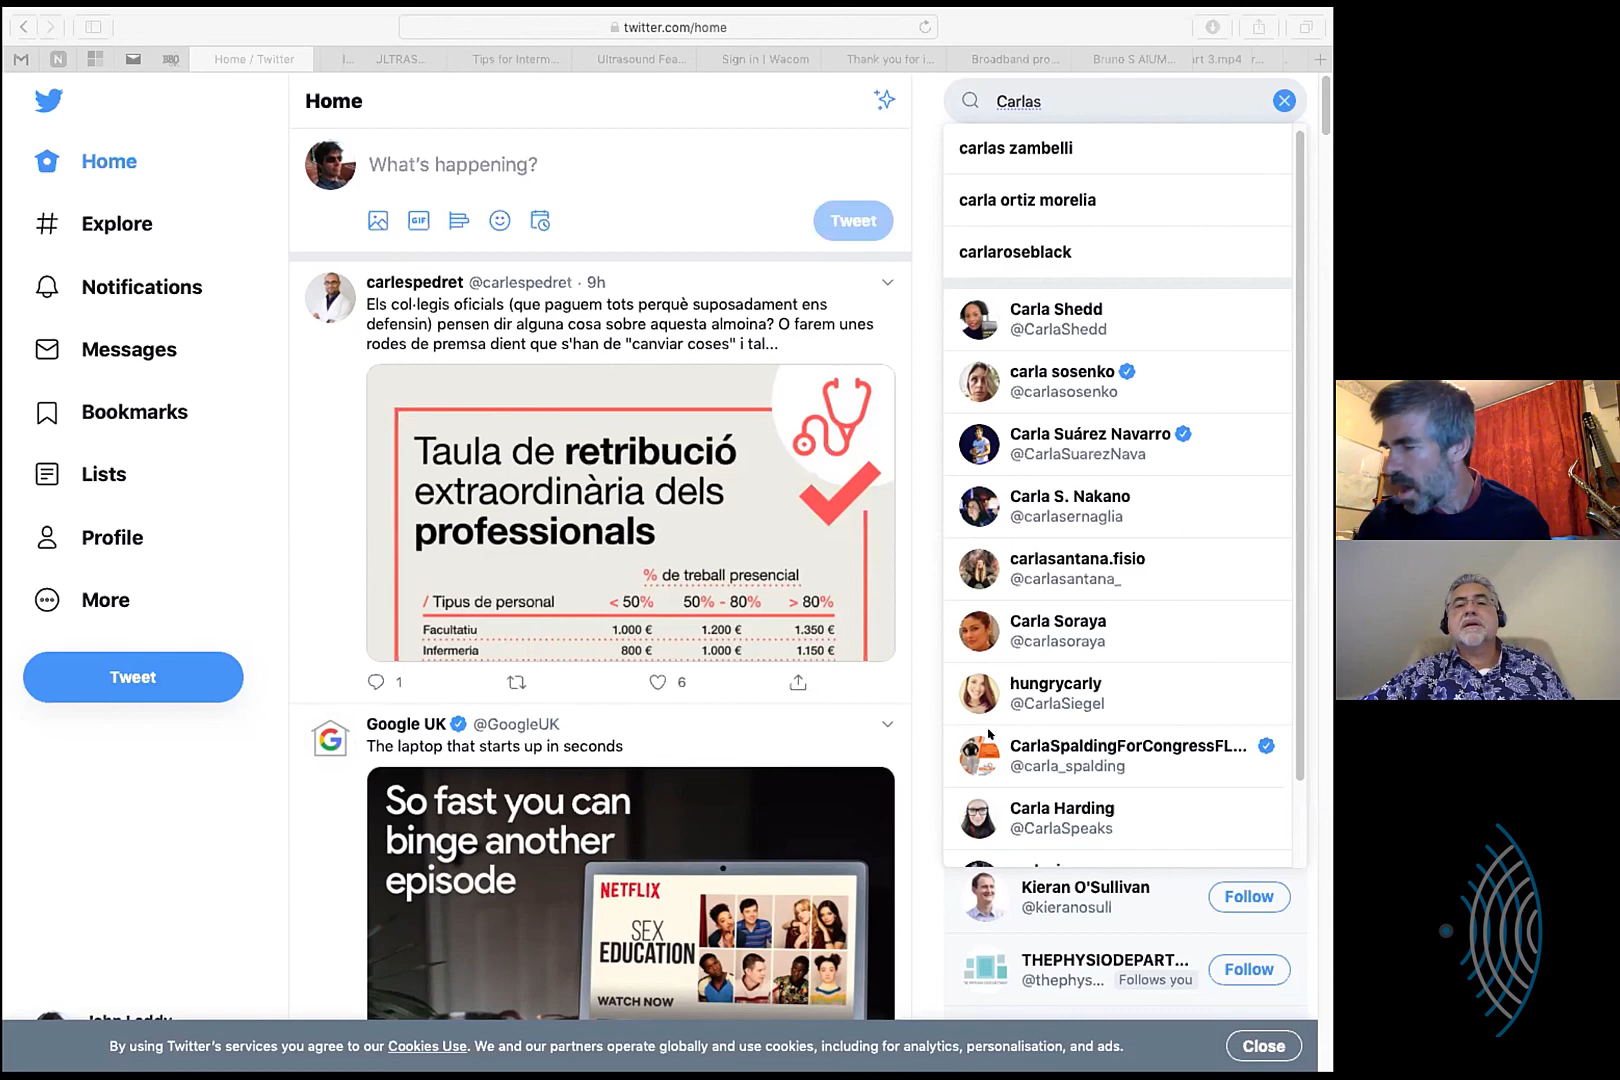 twitter.com/home
Home / Twitter
I...
JLTRAS...
Tips for Interm...
Ultrasound Fea...
Sign in | Wacom
Thank you for i...
Broadband pro...
Bruno S AIUM...
art 3.mp4
r...
Home
Explore
Notifications
Messages
Bookmarks
Lists
Profile
More
Tweet
Home
What's happening?
GIF
Tweet
carlespedret @carlespedret · 9h
Els col·legis oficials (que paguem tots perquè suposadament ens
defensin) pensen dir alguna cosa sobre aquesta almoina? O farem unes
rodes de premsa dient que s'han de "canviar coses" i tal...
Taula de retribució
extraordinària dels
professionals
% de treball presencial
/ Tipus de personal < 50% 50% - 80% > 80%
Facultatiu 1.000 € 1.200 € 1.350 €
Infermeria 800 € 1.000 € 1.150 €
1 6
Google UK @GoogleUK
The laptop that starts up in seconds
So fast you can
binge another
episode
NETFLIX
SEX
EDUCATION
WATCH NOW
Carlas
carlas zambelli
carla ortiz morelia
carlaroseblack
Carla Shedd
@CarlaShedd
carla sosenko
@carlasosenko
Carla Suárez Navarro
@CarlaSuarezNava
Carla S. Nakano
@carlasernaglia
carlasantana.fisio
@carlasantana_
Carla Soraya
@carlasoraya
hungrycarly
@CarlaSiegel
CarlaSpaldingForCongressFL...
@carla_spalding
Carla Harding
@CarlaSpeaks
Kieran O'Sullivan
@kieranosull
Follow
THEPHYSIODEPART...
@thephys... Follows you
Follow
By using Twitter's services you agree to our Cookies Use. We and our partners operate globally and use cookies, including for analytics, personalisation, and ads.
Close